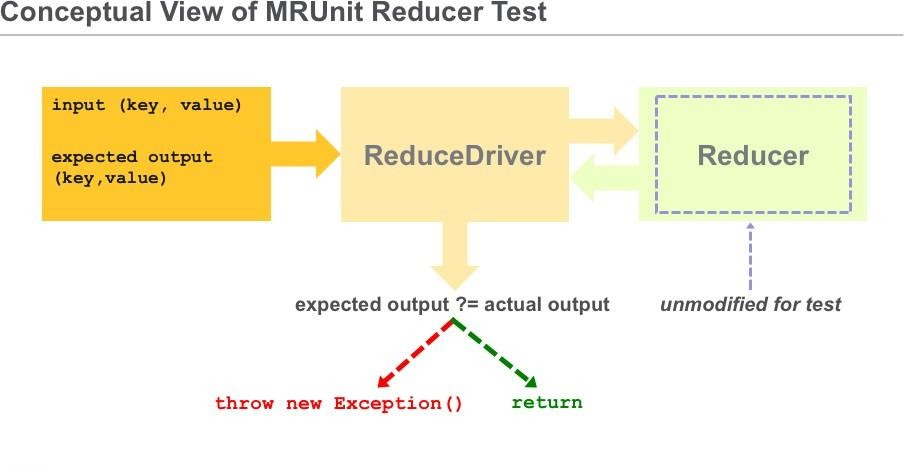 Conceptual View of MRUnit Reducer Test
input (key, value)
expected output
(key,value)
ReduceDriver
Reducer
expected output ?= actual output
unmodified for test
throw new Exception()
return